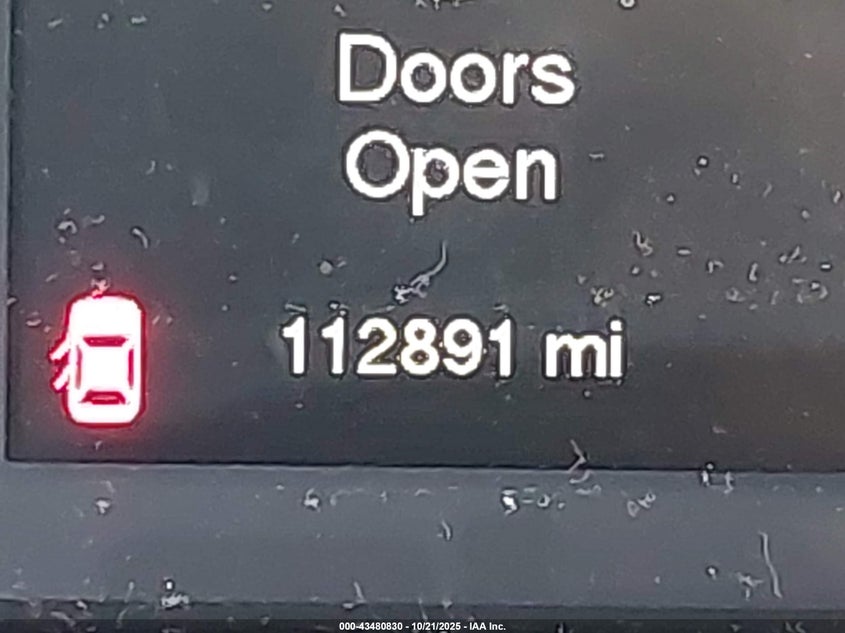 Doors
Open
112891 mi
000-43480830 - 10/21/2025 - IAA Inc.